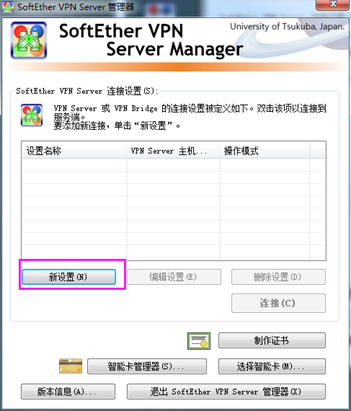 SoftEther VPN Server 管理器
University of Tsukuba, Japan.
SoftEther VPN
Server Manager
SoftEther VPN Server 连接设置(S):
VPN Server 或 VPN Bridge 的连接设置被定义如下。双击该项以连接到
服务端。
要添加新连接，单击“新设置”。
设置名称 VPN Server 主机... 操作模式
新设置(N) 编辑设置(E) 删除设置(D)
连接(C)
制作证书
智能卡管理器(S)... 选择智能卡(M)...
版本信息(A)... 退出 SoftEther VPN Server 管理器(X)